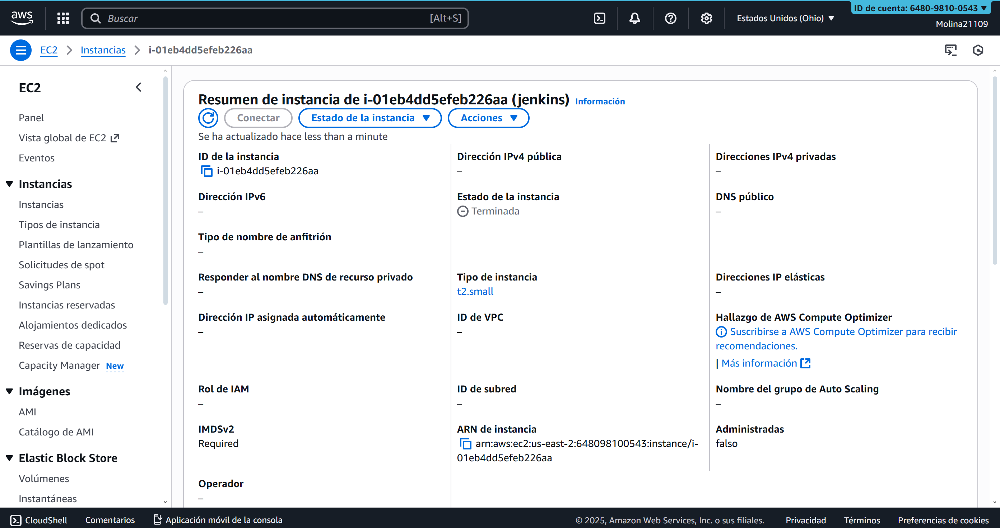 aws
Buscar
[Alt+S]
Estados Unidos (Ohio)
ID de cuenta: 6480-9810-0543
Molina21109
EC2
Instancias
i-01eb4dd5efeb226aa
EC2
Panel
Vista global de EC2
Eventos
Instancias
Instancias
Tipos de instancia
Plantillas de lanzamiento
Solicitudes de spot
Savings Plans
Instancias reservadas
Alojamientos dedicados
Reservas de capacidad
Capacity Manager New
Imágenes
AMI
Catálogo de AMI
Elastic Block Store
Volúmenes
Instantáneas
Resumen de instancia de i-01eb4dd5efeb226aa (jenkins) Información
Conectar
Estado de la instancia
Acciones
Se ha actualizado hace less than a minute
ID de la instancia
i-01eb4dd5efeb226aa
Dirección IPv4 pública
–
Direcciones IPv4 privadas
–
Dirección IPv6
–
Estado de la instancia
Terminada
DNS público
–
Tipo de nombre de anfitrión
–
Responder al nombre DNS de recurso privado
–
Tipo de instancia
t2.small
Direcciones IP elásticas
–
Dirección IP asignada automáticamente
–
ID de VPC
–
Hallazgo de AWS Compute Optimizer
Suscribirse a AWS Compute Optimizer para recibir
recomendaciones.
| Más información
Rol de IAM
–
ID de subred
–
Nombre del grupo de Auto Scaling
–
IMDSv2
Required
ARN de instancia
arn:aws:ec2:us-east-2:648098100543:instance/i-
01eb4dd5efeb226aa
Administradas
falso
Operador
–
CloudShell
Comentarios
Aplicación móvil de la consola
© 2025, Amazon Web Services, Inc. o sus filiales.
Privacidad
Términos
Preferencias de cookies